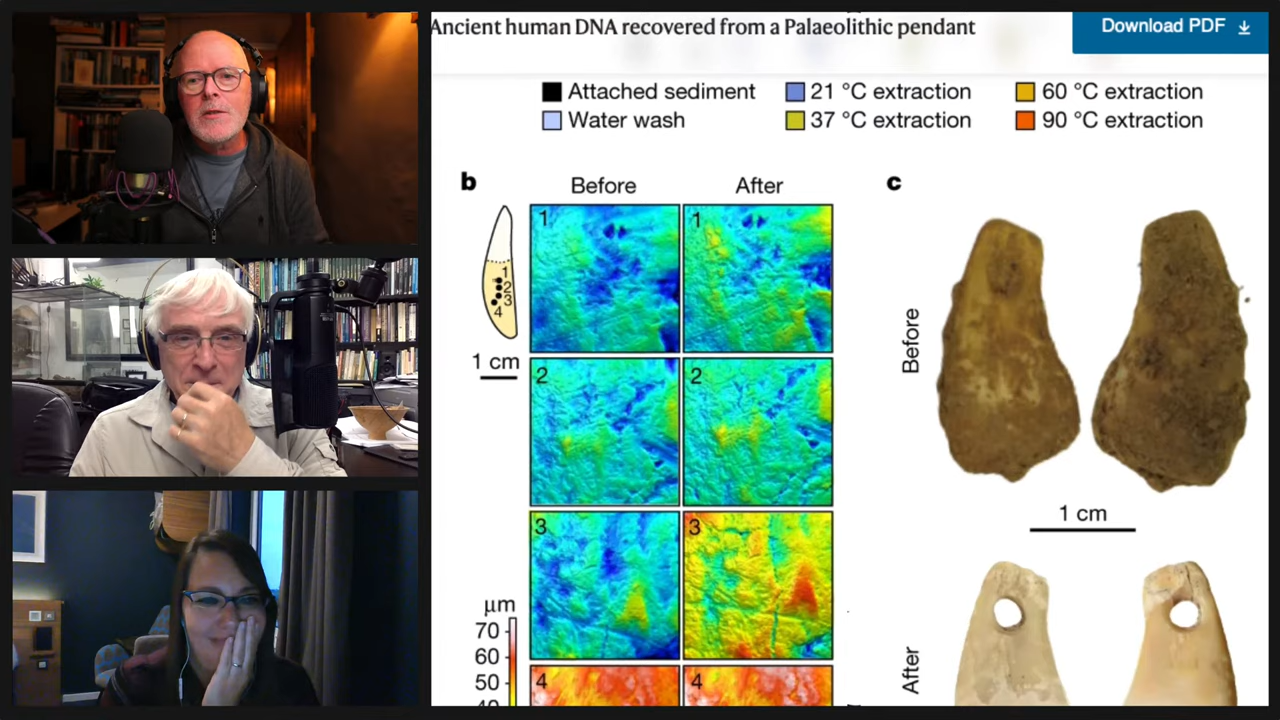 Ancient human DNA recovered from a Palaeolithic pendant
Download PDF
Attached sediment
21 °C extraction
60 °C extraction
Water wash
37 °C extraction
90 °C extraction
b
Before
After
c
1
1
1
2
3
4
1 cm
2
2
Before
1 cm
3
3
µm
70
60
50
40
4
4
After